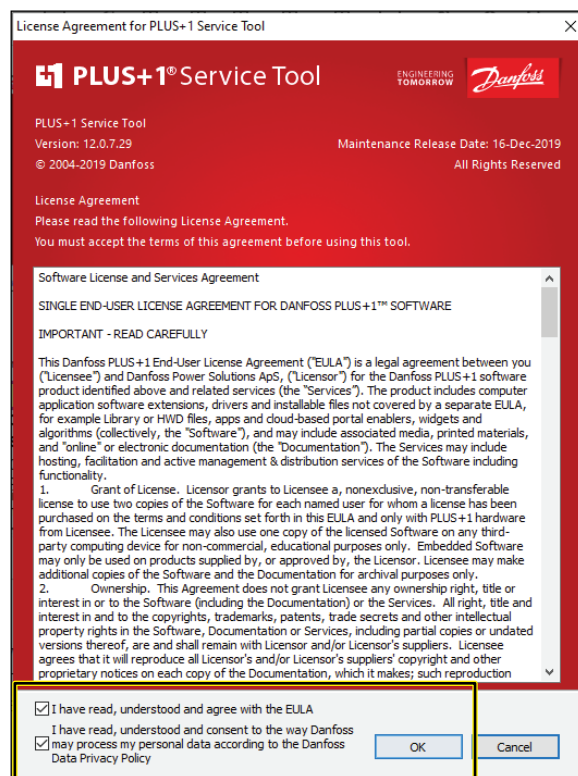 License Agreement for PLUS+1 Service Tool
PLUS+1® Service Tool
ENGINEERING
TOMORROW
Danfoss
PLUS+1 Service Tool
Version: 12.0.7.29
Maintenance Release Date: 16-Dec-2019
© 2004-2019 Danfoss
All Rights Reserved
License Agreement
Please read the following License Agreement.
You must accept the terms of this agreement before using this tool.
Software License and Services Agreement
SINGLE END-USER LICENSE AGREEMENT FOR DANFOSS PLUS+1™ SOFTWARE
IMPORTANT - READ CAREFULLY
This Danfoss PLUS+1 End-User License Agreement ("EULA") is a legal agreement between you
("Licensee") and Danfoss Power Solutions ApS, ("Licensor") for the Danfoss PLUS+1 software
product identified above and related services (the "Services"). The product includes computer
application software extensions, drivers and installable files not covered by a separate EULA,
for example Library or HWD files, apps and cloud-based portal enablers, widgets and
algorithms (collectively, the "Software"), and may include associated media, printed materials,
and "online" or electronic documentation (the "Documentation"). The Services may include
hosting, facilitation and active management & distribution services of the Software including
functionality.
1. Grant of License. Licensor grants to Licensee a, nonexclusive, non-transferable
license to use two copies of the Software for each named user for whom a license has been
purchased on the terms and conditions set forth in this EULA and only with PLUS+1 hardware
from Licensee. The Licensee may also use one copy of the licensed Software on any third-
party computing device for non-commercial, educational purposes only. Embedded Software
may only be used on products supplied by, or approved by, the Licensor. Licensee may make
additional copies of the Software and the Documentation for archival purposes only.
2. Ownership. This Agreement does not grant Licensee any ownership right, title or
interest in or to the Software (including the Documentation) or the Services. All right, title and
interest in and to the copyrights, trademarks, patents, trade secrets and other intellectual
property rights in the Software, Documentation or Services, including partial copies or undated
versions thereof, are and shall remain with Licensor and/or Licensor's suppliers. Licensee
agrees that it will reproduce all Licensor's and/or Licensor's suppliers' copyright and other
proprietary notices on each copy of the Documentation, which it makes; such reproduction
I have read, understood and agree with the EULA
I have read, understood and consent to the way Danfoss
may process my personal data according to the Danfoss
Data Privacy Policy
OK
Cancel